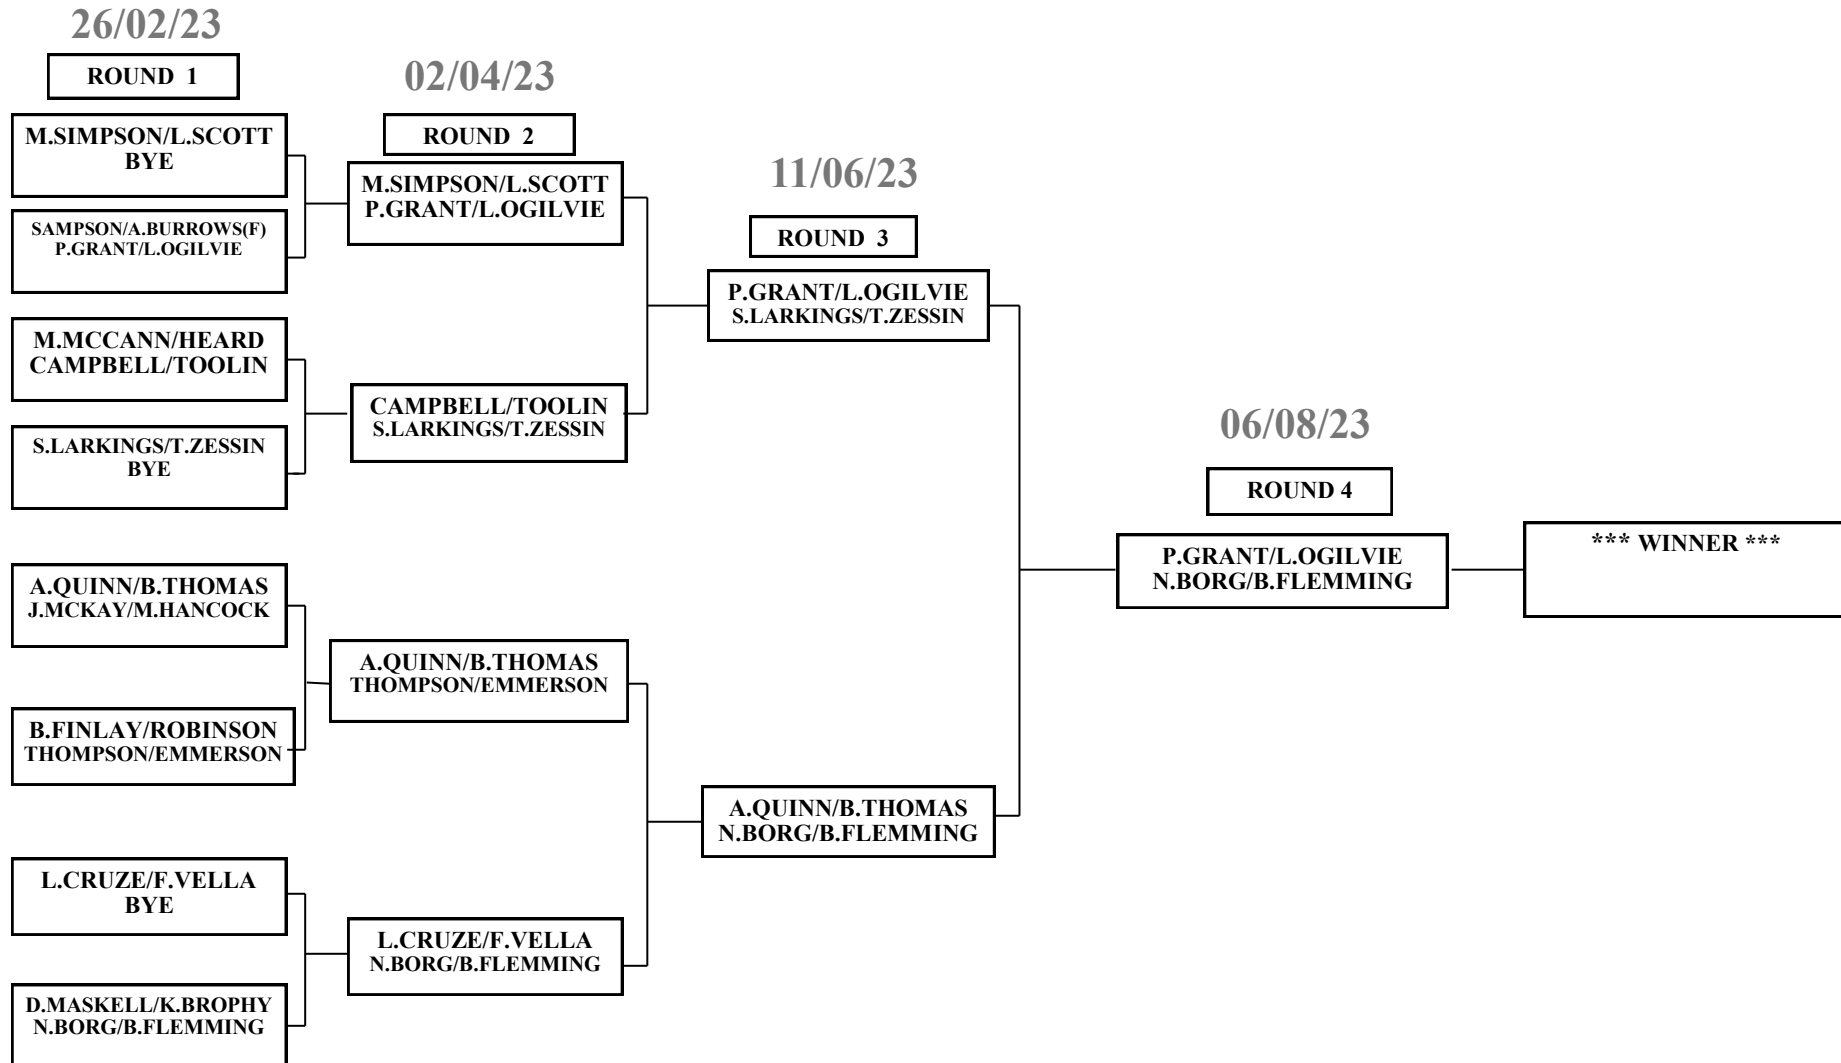 26/02/23
ROUND 1
M.SIMPSON/L.SCOTT
BYE
SAMPSON/A.BURROWS(F)
P.GRANT/L.OGILVIE
M.MCCANN/HEARD
CAMPBELL/TOOLIN
S.LARKINGS/T.ZESSIN
BYE
A.QUINN/B.THOMAS
J.MCKAY/M.HANCOCK
B.FINLAY/ROBINSON
THOMPSON/EMMERSON
L.CRUZE/F.VELLA
BYE
D.MASKELL/K.BROPHY
N.BORG/B.FLEMMING
02/04/23
ROUND 2
M.SIMPSON/L.SCOTT
P.GRANT/L.OGILVIE
CAMPBELL/TOOLIN
S.LARKINGS/T.ZESSIN
A.QUINN/B.THOMAS
THOMPSON/EMMERSON
L.CRUZE/F.VELLA
N.BORG/B.FLEMMING
11/06/23
ROUND 3
P.GRANT/L.OGILVIE
S.LARKINGS/T.ZESSIN
A.QUINN/B.THOMAS
N.BORG/B.FLEMMING
06/08/23
ROUND 4
P.GRANT/L.OGILVIE
N.BORG/B.FLEMMING
*** WINNER ***